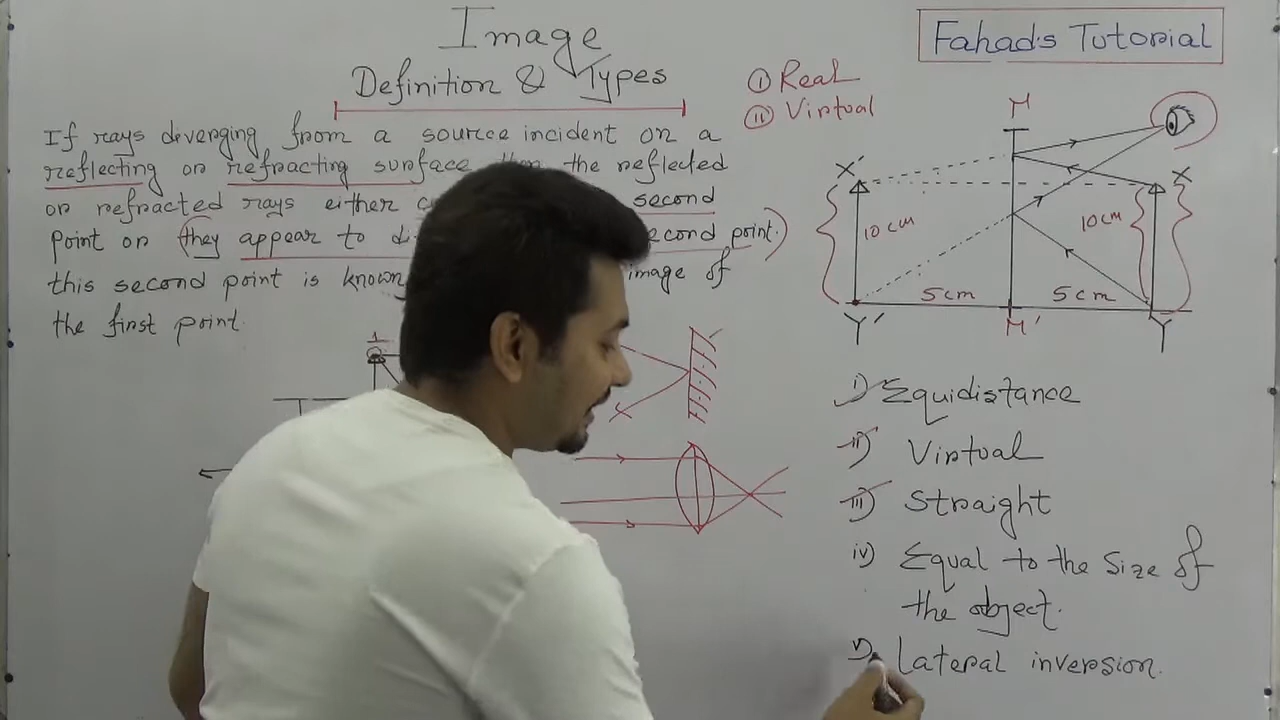 Image
Definition & Types
Fahad's Tutorial
i Real
ii Virtual
If rays diverging from a source incident on a
reflecting or refracting surface then the reflected
or refracted rays either second
point or (they appear to second point.)
this second point is known image of
the first point.
M
X'
X
10 cm
10 cm
5 cm
5 cm
Y'
M'
Y
i) Equidistance
ii) Virtual
iii) Straight
iv) Equal to the size of
the object.
v) Lateral inversion.